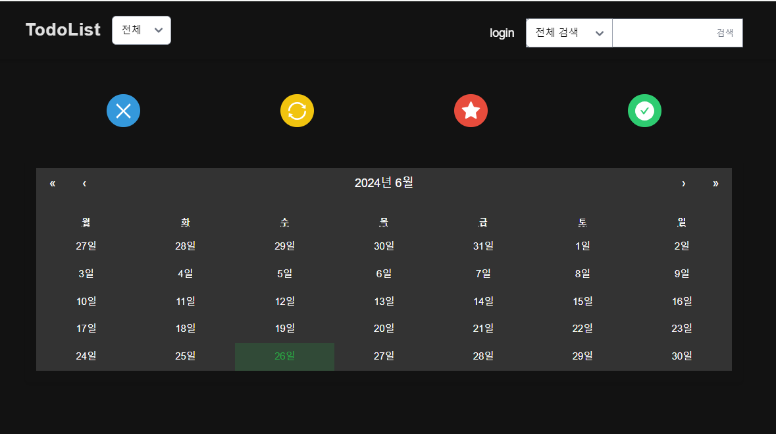 TodoList 전체 login 전체 검색 검색
« ‹ 2024년 6월 › »
월 화 수 목 금 토 일
27일 28일 29일 30일 31일 1일 2일
3일 4일 5일 6일 7일 8일 9일
10일 11일 12일 13일 14일 15일 16일
17일 18일 19일 20일 21일 22일 23일
24일 25일 26일 27일 28일 29일 30일